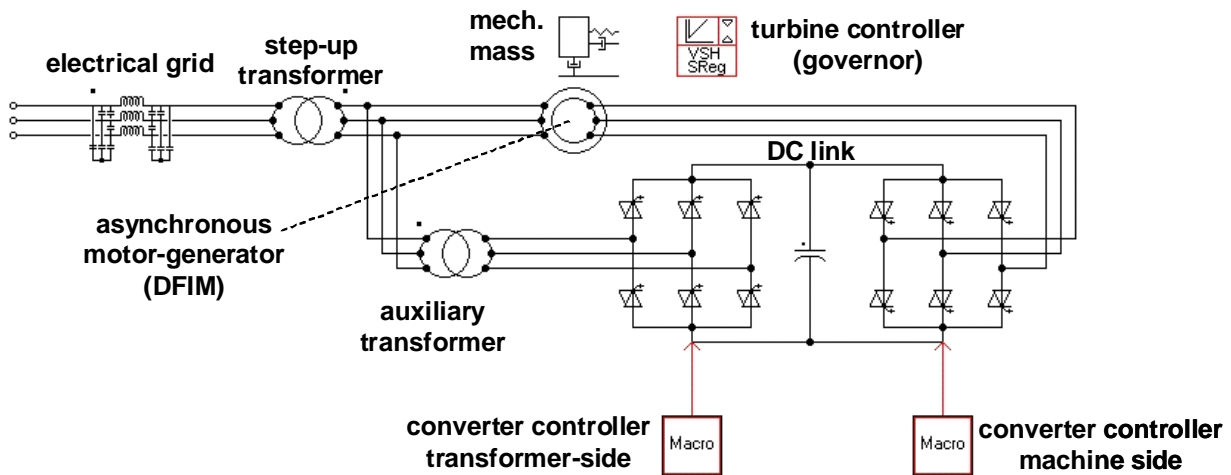 mech.
mass
VSH
SReg
turbine controller
(governor)
step-up
transformer
electrical grid
DC link
asynchronous
motor-generator
(DFIM)
auxiliary
transformer
converter controller
transformer-side
Macro
Macro
converter controller
machine side